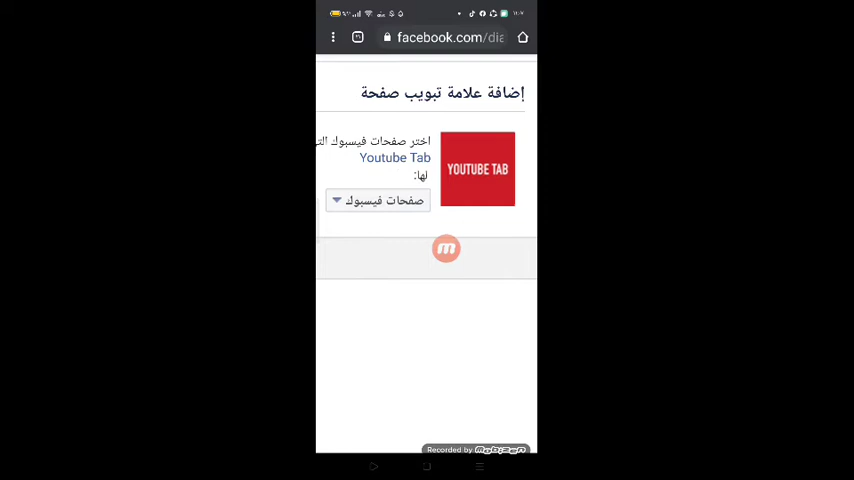 facebook.com/dia
إضافة علامة تبويب صفحة
اختر صفحات فيسبوك
Youtube Tab
لها:
YOUTUBE TAB
صفحات فيسبوك
Recorded by
mobizen